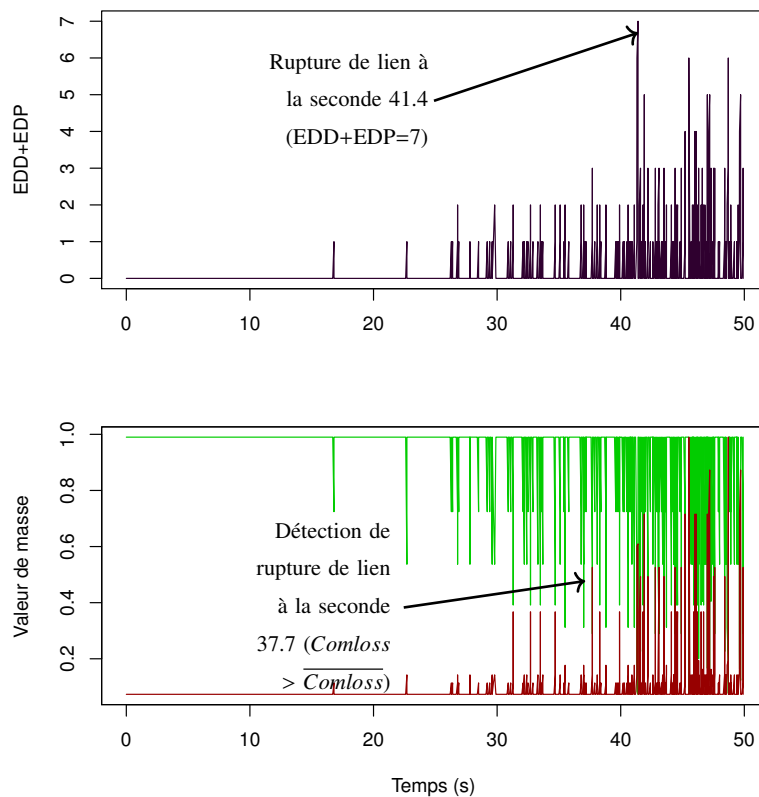 7
6
5
4
3
2
1
0
EDD+EDP
Rupture de lien à
la seconde 41.4
(EDD+EDP=7)
0 10 20 30 40 50
1.0
0.8
0.6
0.4
0.2
Valeur de masse
Détection de
rupture de lien
à la seconde
37.7 (Comloss
> Comloss)
0 10 20 30 40 50
Temps (s)